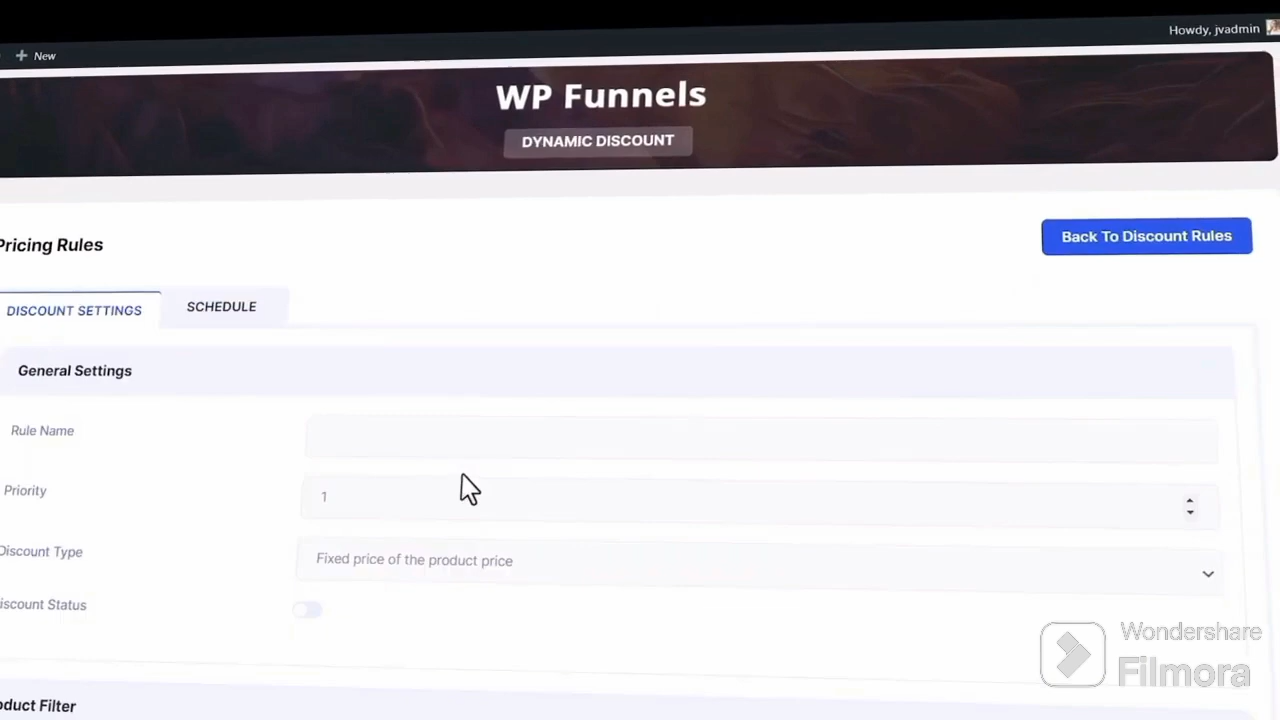 New
Howdy, jvadmin
WP Funnels
DYNAMIC DISCOUNT
Pricing Rules
Back To Discount Rules
DISCOUNT SETTINGS
SCHEDULE
General Settings
Rule Name
Priority
1
Discount Type
Fixed price of the product price
iscount Status
oduct Filter
Wondershare
Filmora